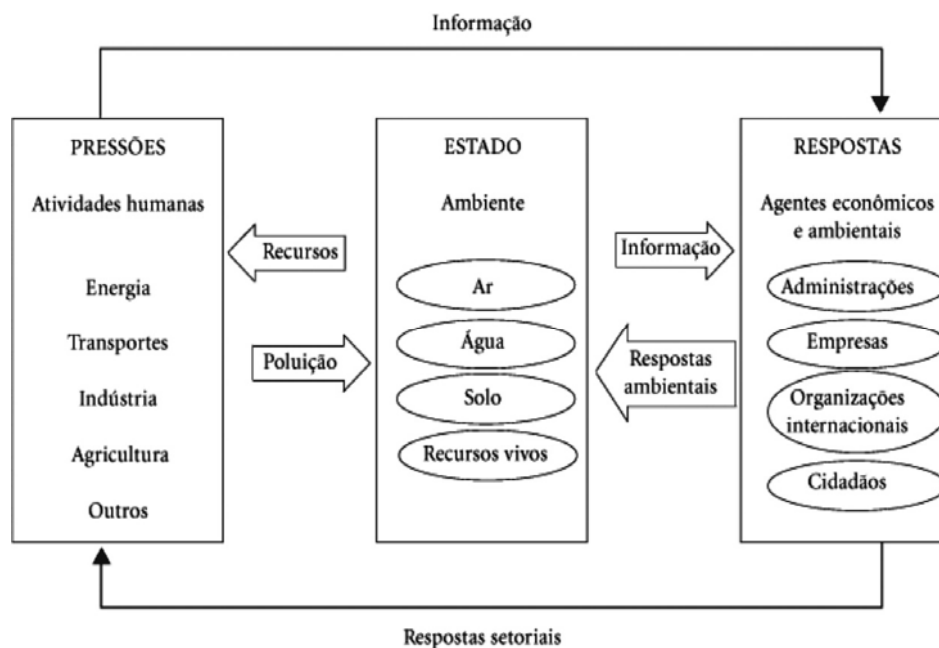 Informação
PRESSÕES
Atividades humanas
Energia
Transportes
Indústria
Agricultura
Outros
Recursos
Poluição
ESTADO
Ambiente
Ar
Água
Solo
Recursos vivos
Informação
Respostas
ambientais
RESPOSTAS
Agentes econômicos
e ambientais
Administrações
Empresas
Organizações
internacionais
Cidadãos
Respostas setoriais